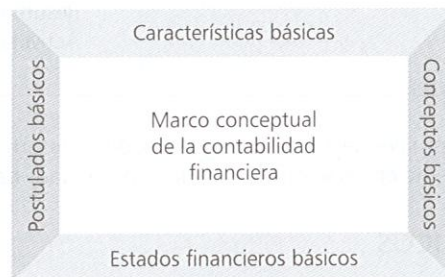 Características básicas
Postulados básicos
Marco conceptual
de la contabilidad
financiera
Conceptos básicos
Estados financieros básicos